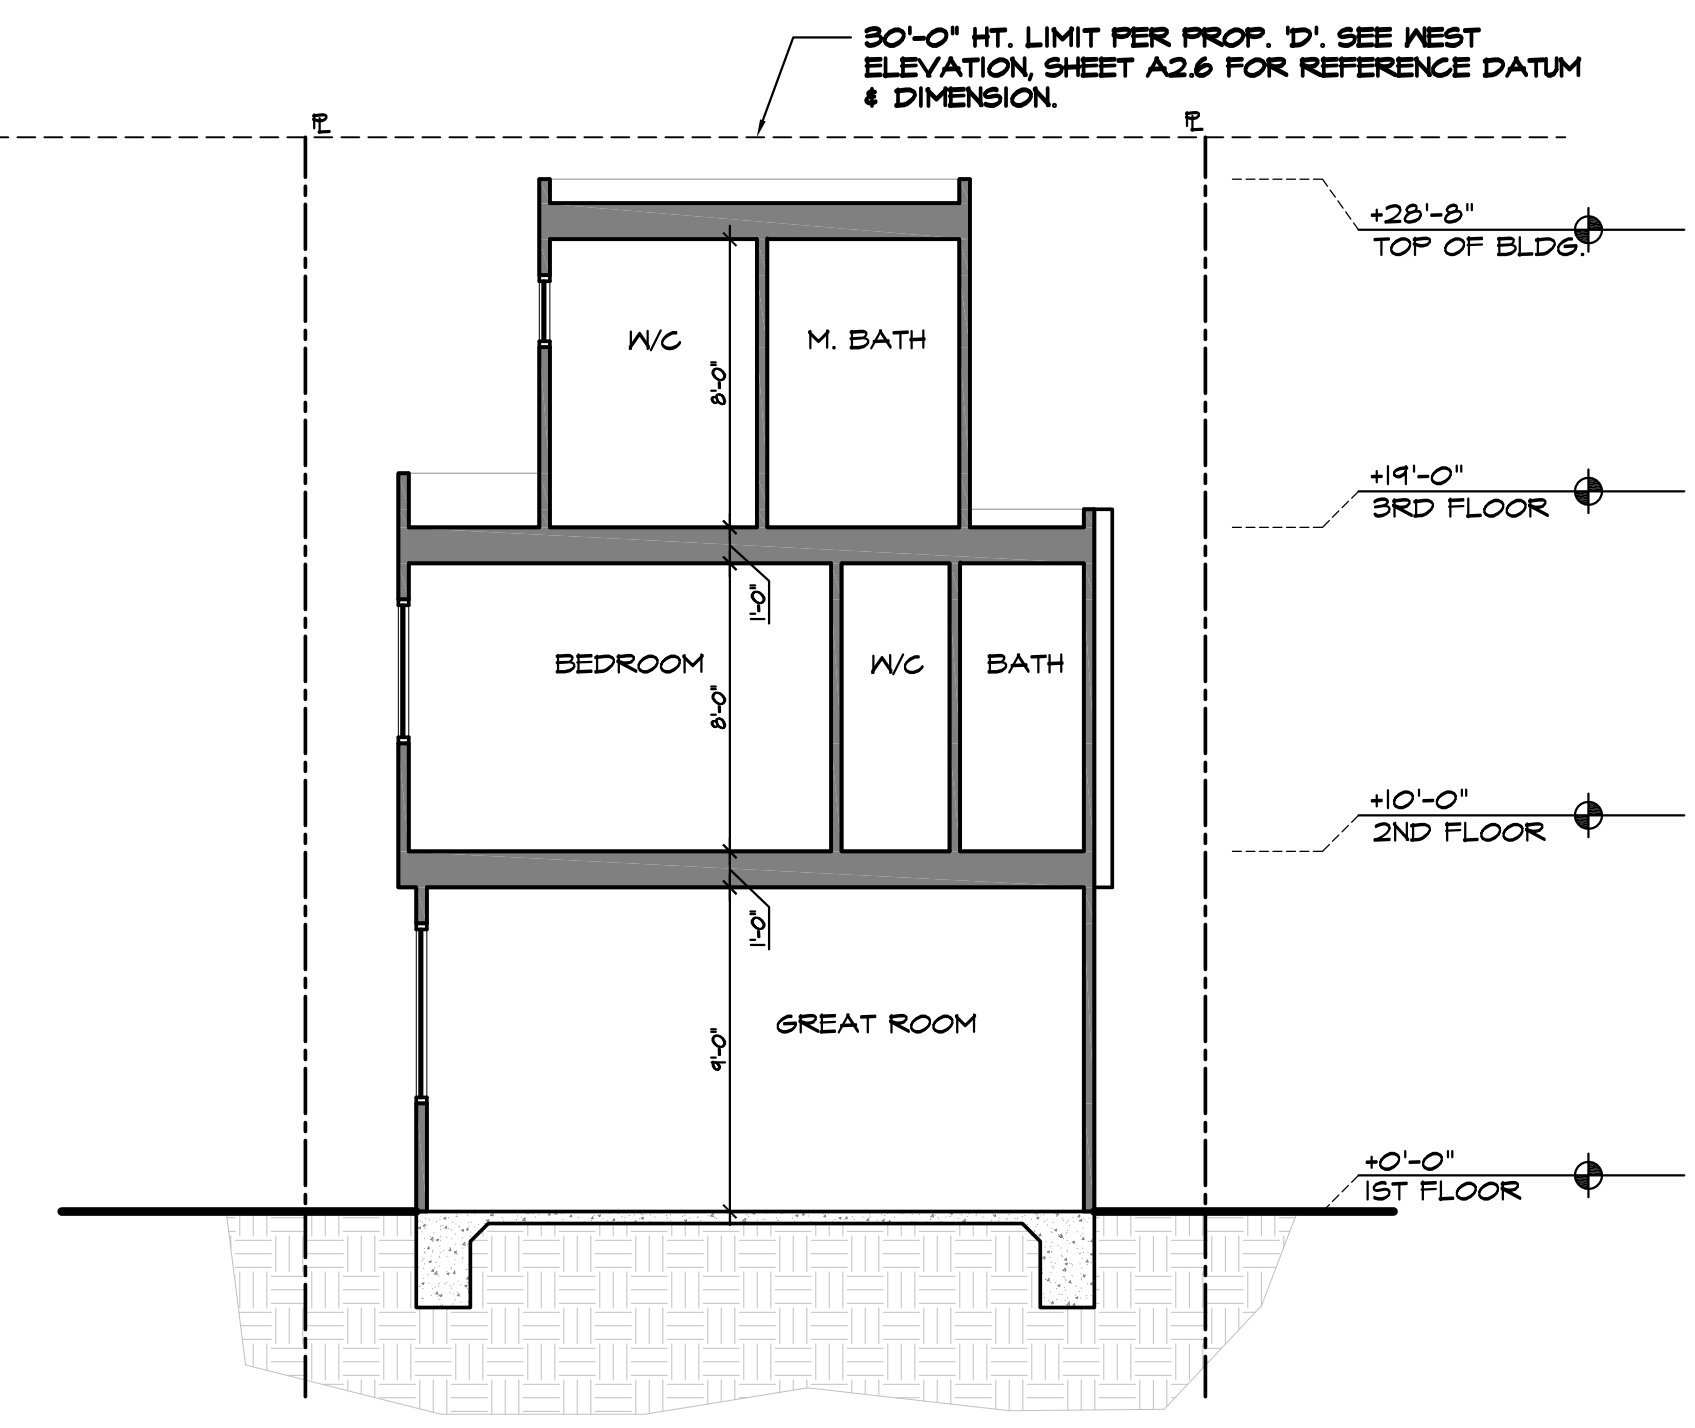 30'-0" HT. LIMIT PER PROP. 'D'. SEE WEST
ELEVATION, SHEET A2.6 FOR REFERENCE DATUM
& DIMENSION.
PL
PL
+28'-8"
TOP OF BLDG.
W/C
M. BATH
8'-0"
+19'-0"
3RD FLOOR
1'-0"
BEDROOM
W/C
BATH
8'-0"
+10'-0"
2ND FLOOR
1'-0"
GREAT ROOM
9'-0"
+0'-0"
1ST FLOOR